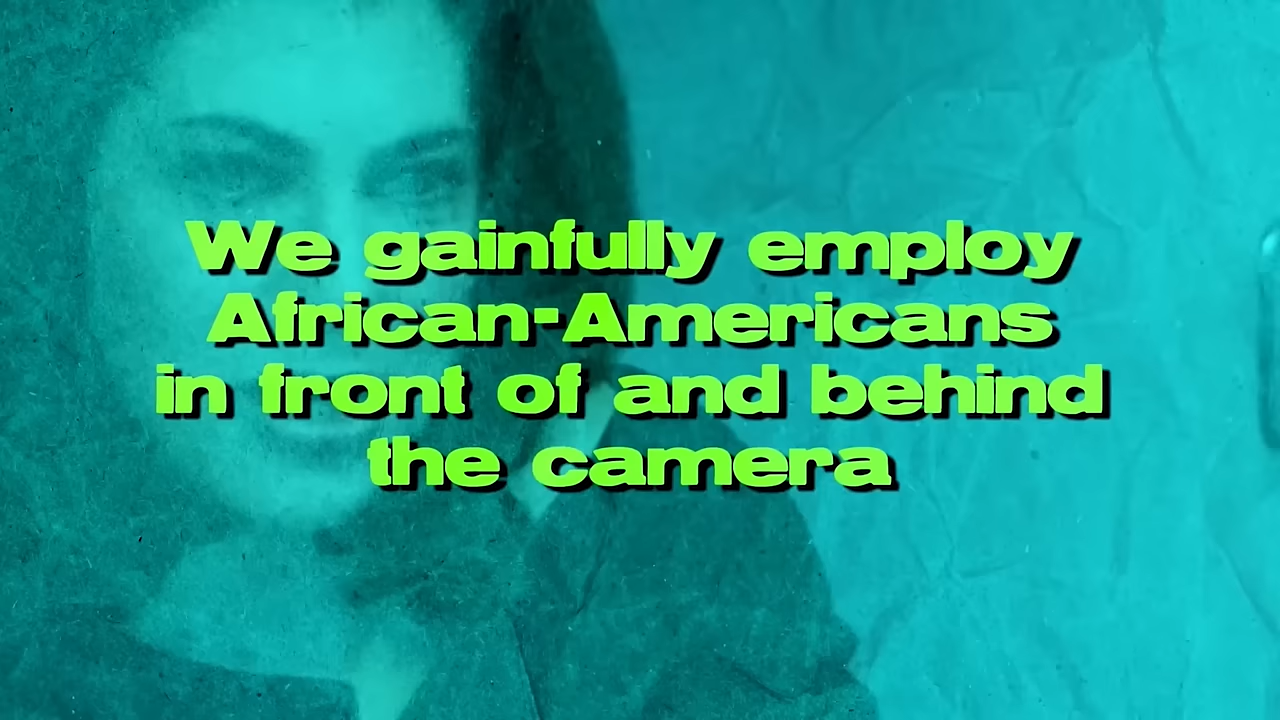 We gainfully employ
African-Americans
in front of and behind
the camera